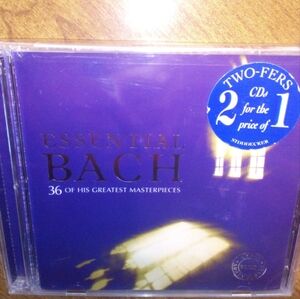 TWO-FERS
2 CDs for the price of 1
ESSENTIAL
BACH
36 OF HIS GREATEST MASTERPIECES